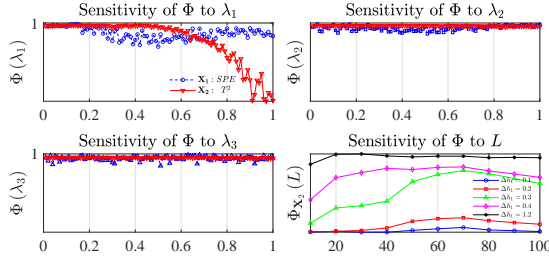 Sensitivity of Φ to λ₁
Φ (λ₁)
1
X₁ : SPE
X₂ : T²
0 0.2 0.4 0.6 0.8 1
Sensitivity of Φ to λ₂
Φ (λ₂)
1
0 0.2 0.4 0.6 0.8 1
Sensitivity of Φ to λ₃
Φ (λ₃)
1
0 0.2 0.4 0.6 0.8 1
Sensitivity of Φ to L
Φ_X₂ (L)
Δh₁ = 0.1
Δh₁ = 0.2
Δh₁ = 0.3
Δh₁ = 0.4
Δh₁ = 1.2
20 40 60 80 100